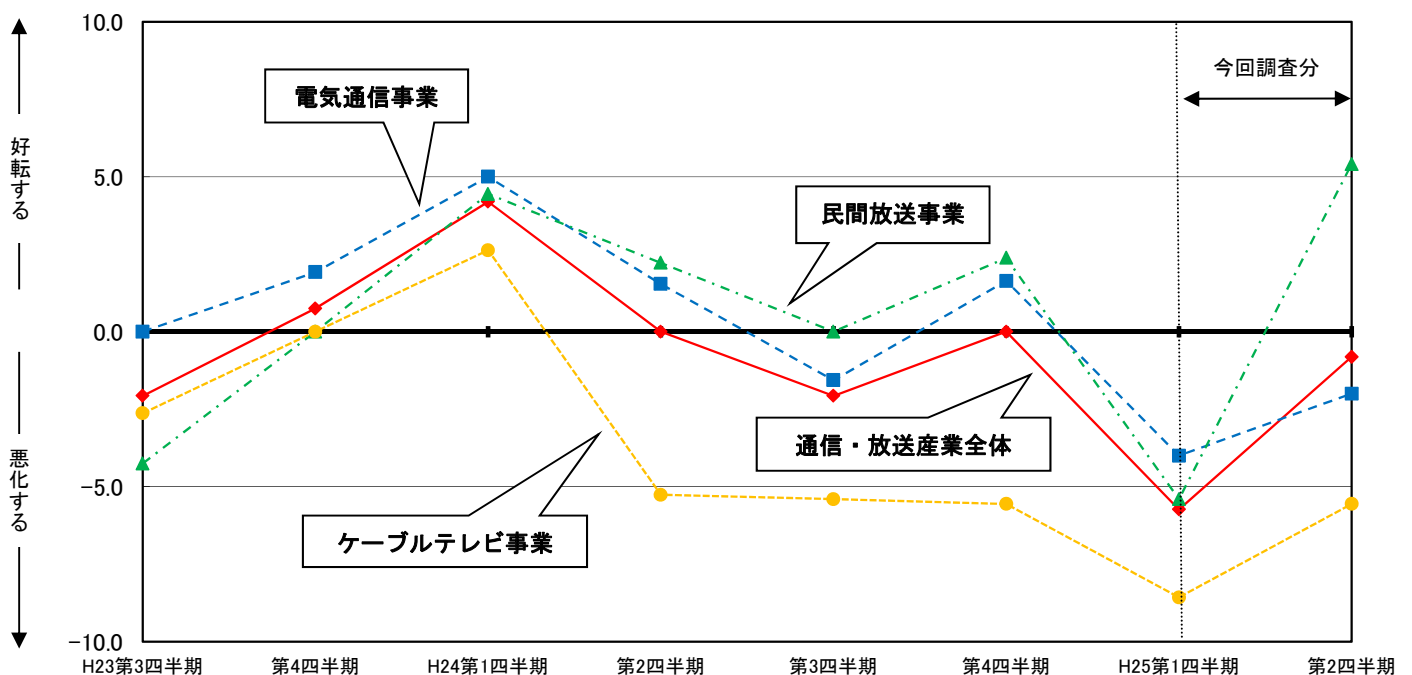 10.0
5.0
0.0
−5.0
−10.0
好転する
悪化する
電気通信事業
民間放送事業
通信・放送産業全体
ケーブルテレビ事業
今回調査分
H23第3四半期
第4四半期
H24第1四半期
第2四半期
第3四半期
第4四半期
H25第1四半期
第2四半期